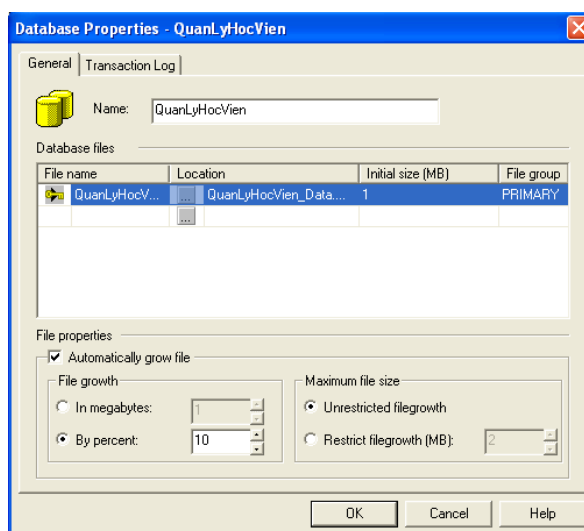 Database Properties - QuanLyHocVien
General Transaction Log
Name: QuanLyHocVien
Database files
File name Location Initial size (MB) File group
QuanLyHocV... ... QuanLyHocVien_Data.... 1 PRIMARY
...
File properties
Automatically grow file
File growth Maximum file size
In megabytes: 1 Unrestricted filegrowth
By percent: 10 Restrict filegrowth (MB): 2
OK Cancel Help